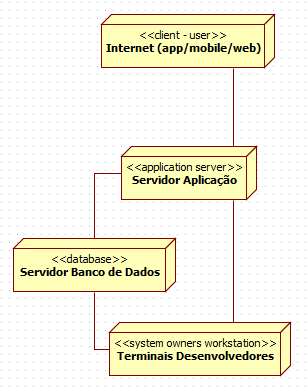 <<client - user>>
Internet (app/mobile/web)
<<application server>>
Servidor Aplicação
<<database>>
Servidor Banco de Dados
<<system owners workstation>>
Terminais Desenvolvedores